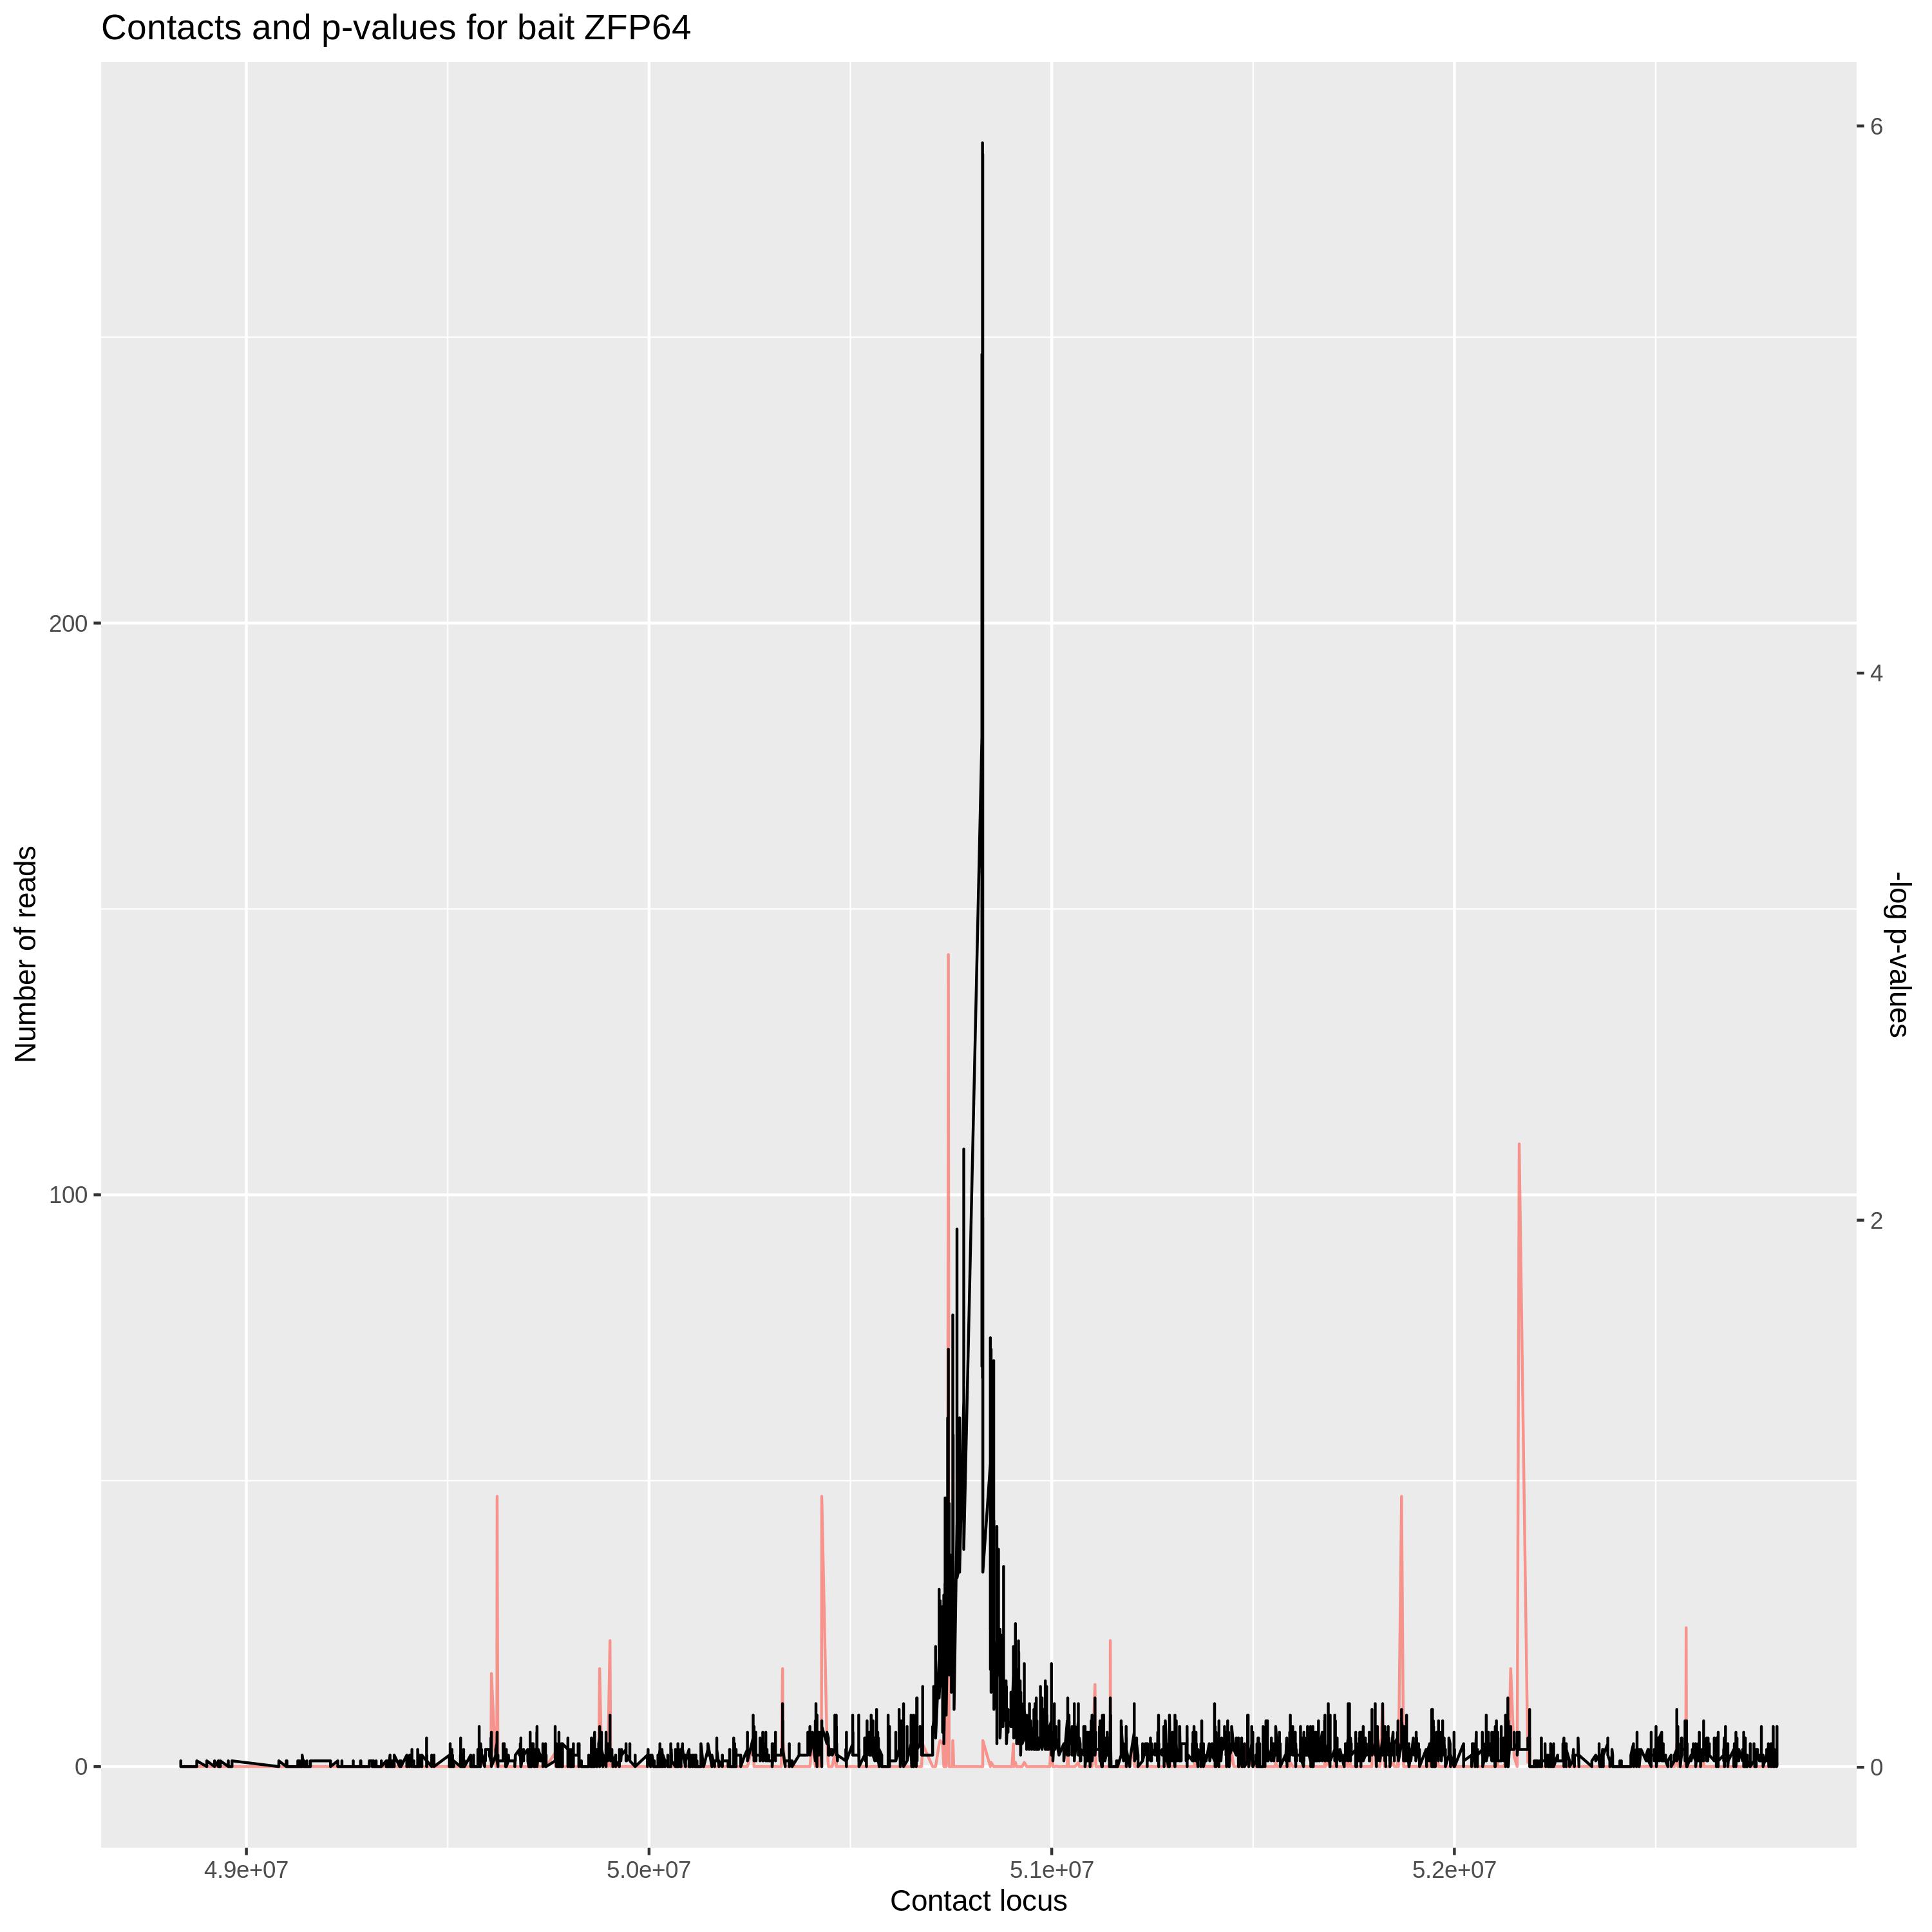 Contacts and p-values for bait ZFP64
Number of reads
200
100
0
6
4
2
0
-log p-values
4.9e+07
5.0e+07
5.1e+07
5.2e+07
Contact locus